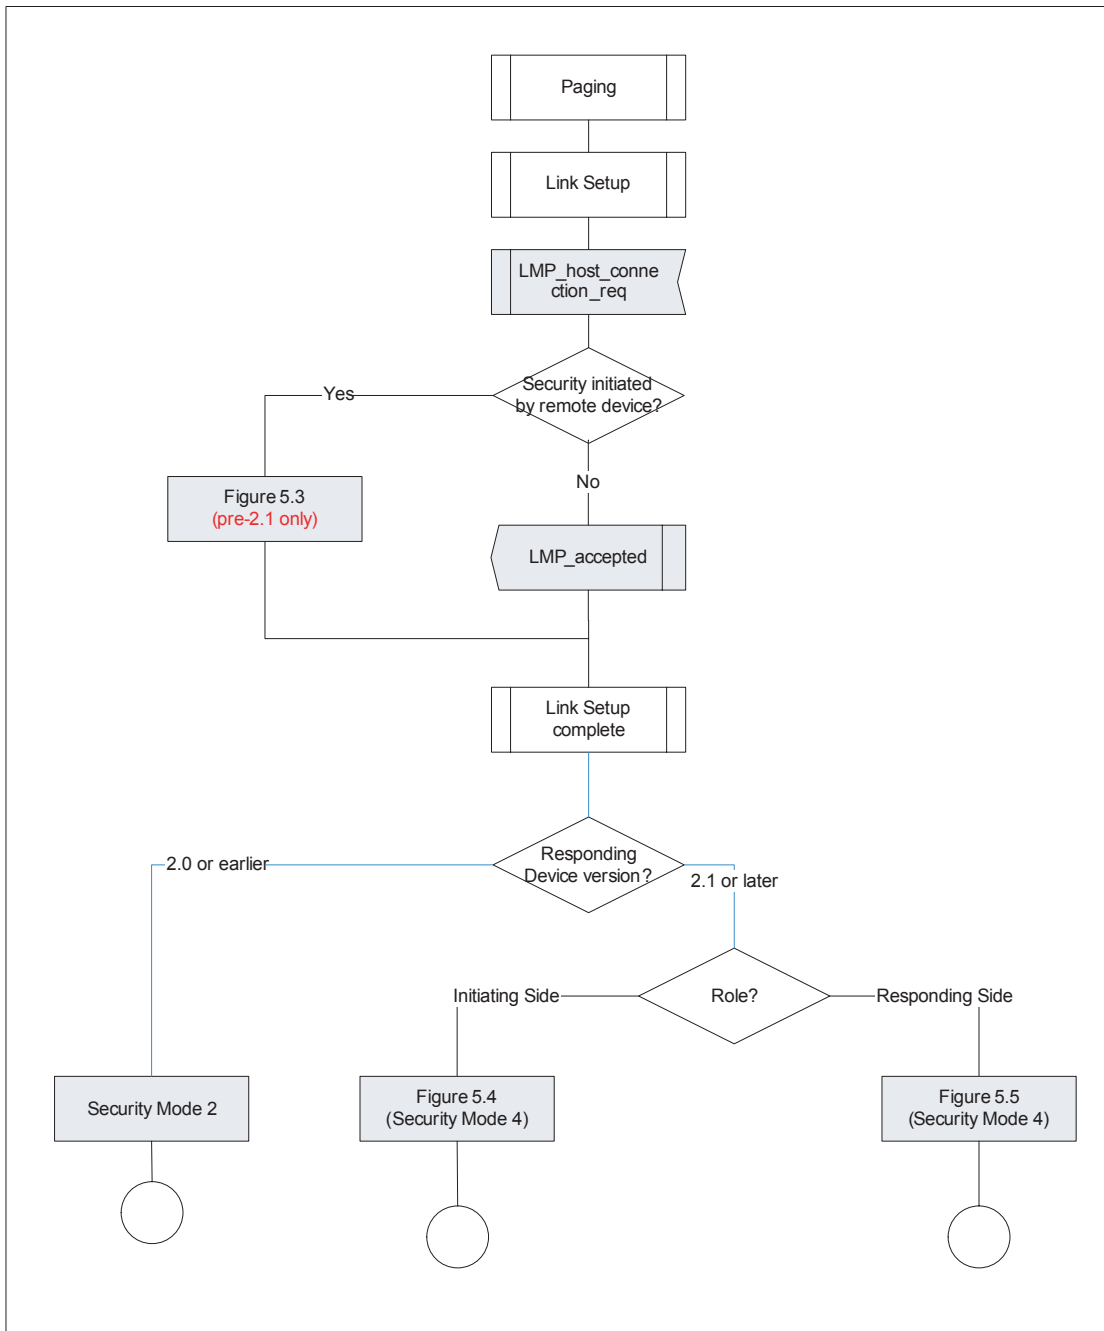 Paging
Link Setup
LMP_host_conne
ction_req
Security initiated
by remote device?
Yes
No
Figure 5.3
(pre-2.1 only)
LMP_accepted
Link Setup
complete
Responding
Device version?
2.0 or earlier
2.1 or later
Role?
Initiating Side
Responding Side
Security Mode 2
Figure 5.4
(Security Mode 4)
Figure 5.5
(Security Mode 4)